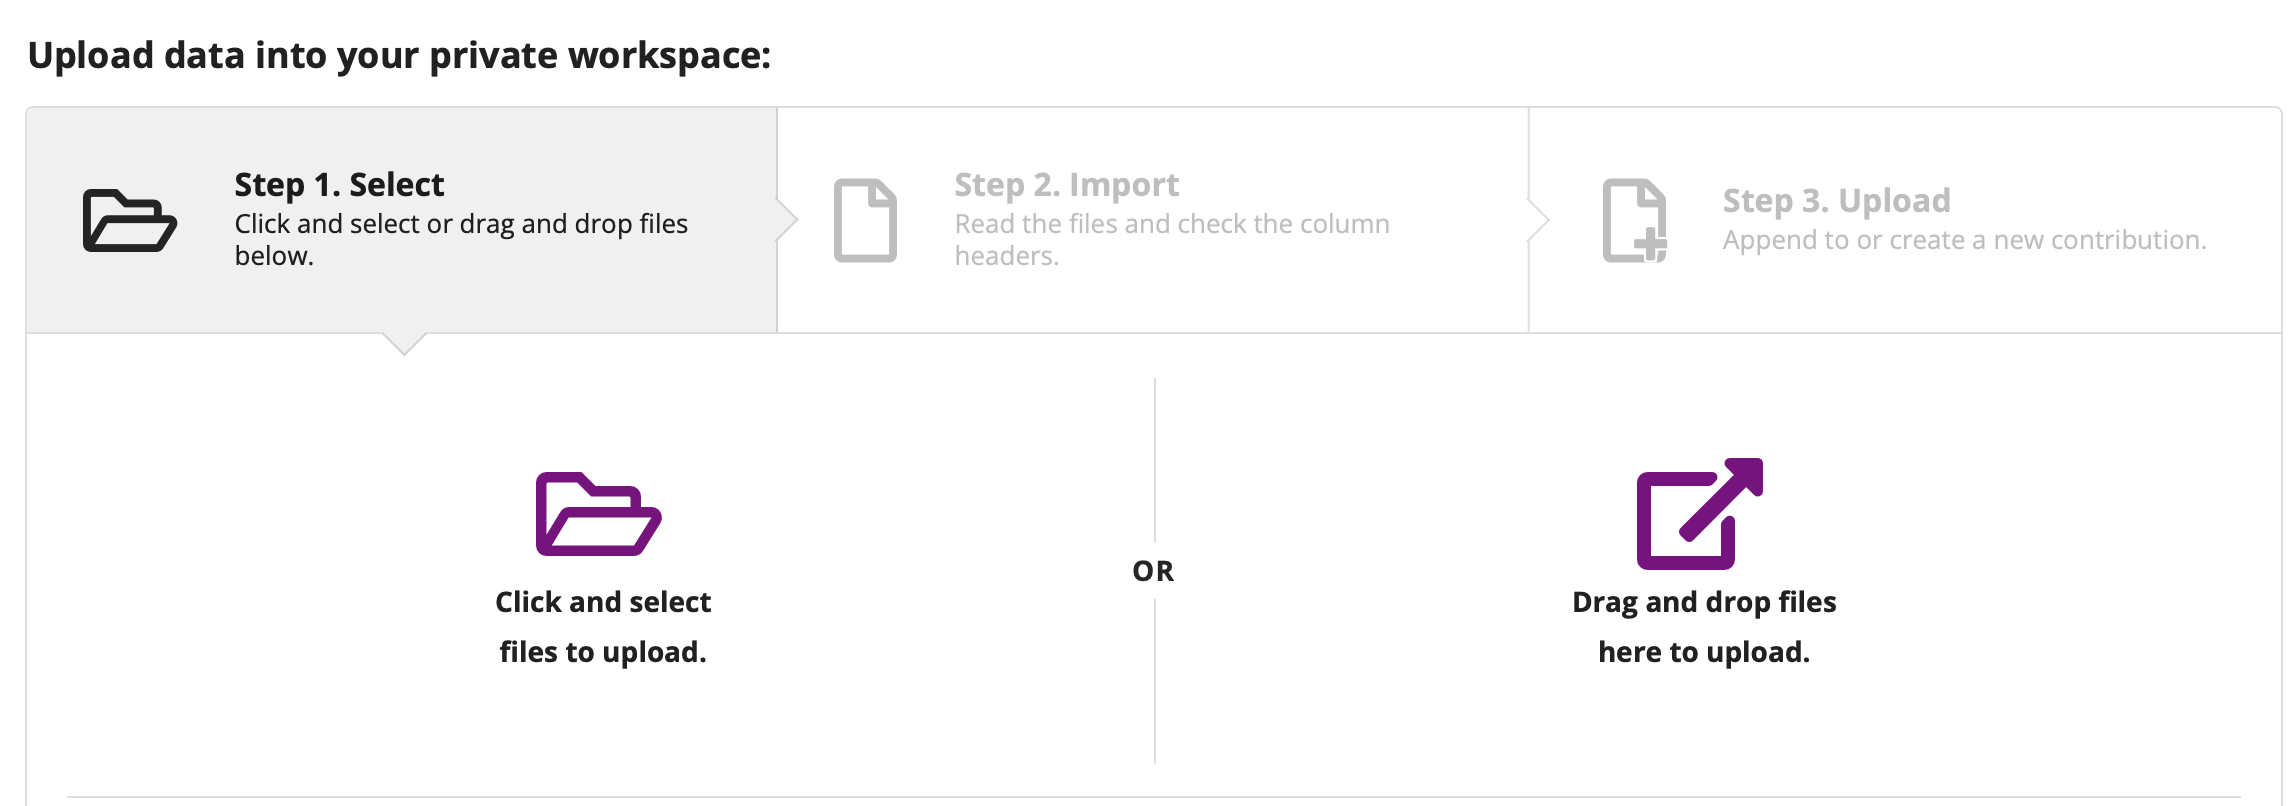 Upload data into your private workspace:
Step 1. Select
Click and select or drag and drop files
below.
Step 2. Import
Read the files and check the column
headers.
Step 3. Upload
Append to or create a new contribution.
Click and select
files to upload.
OR
Drag and drop files
here to upload.